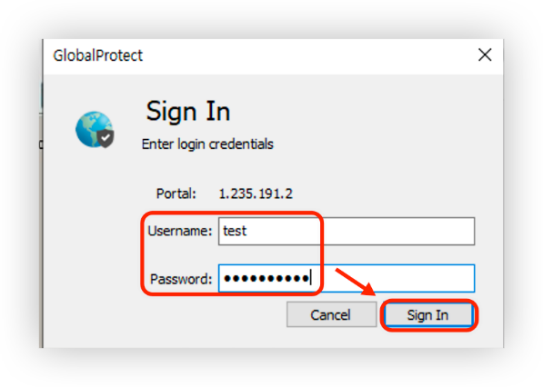 GlobalProtect
Sign In
Enter login credentials
Portal: 1.235.191.2
Username: test
Password: ●●●●●●●●●●
Cancel Sign In